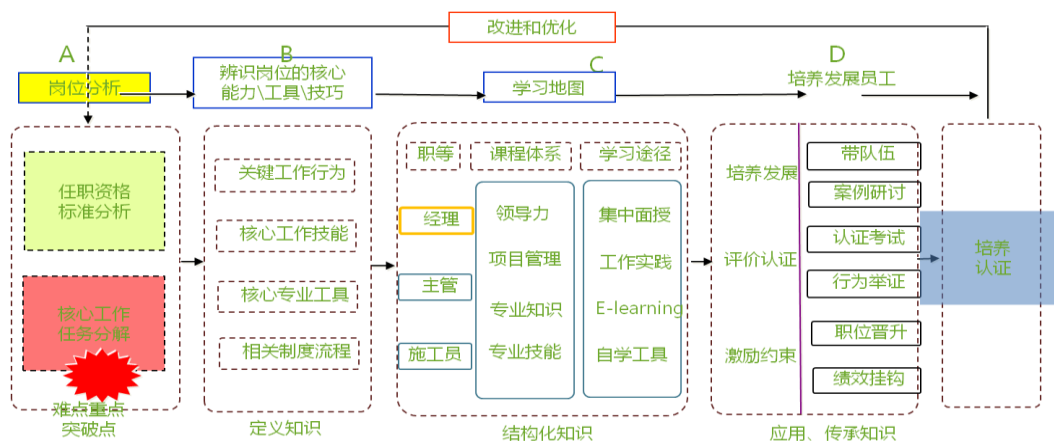 改进和优化
A
B
C
D
岗位分析
辨识岗位的核心
能力\工具\技巧
学习地图
培养发展员工
任职资格
标准分析
核心工作
任务分解
难点重点
突破点
关键工作行为
核心工作技能
核心专业工具
相关制度流程
定义知识
职等
课程体系
学习途径
经理
主管
施工员
领导力
项目管理
专业知识
专业技能
集中面授
工作实践
E-learning
自学工具
结构化知识
培养发展
评价认证
激励约束
带队伍
案例研讨
认证考试
行为举证
职位晋升
绩效挂钩
应用、传承知识
培养
认证